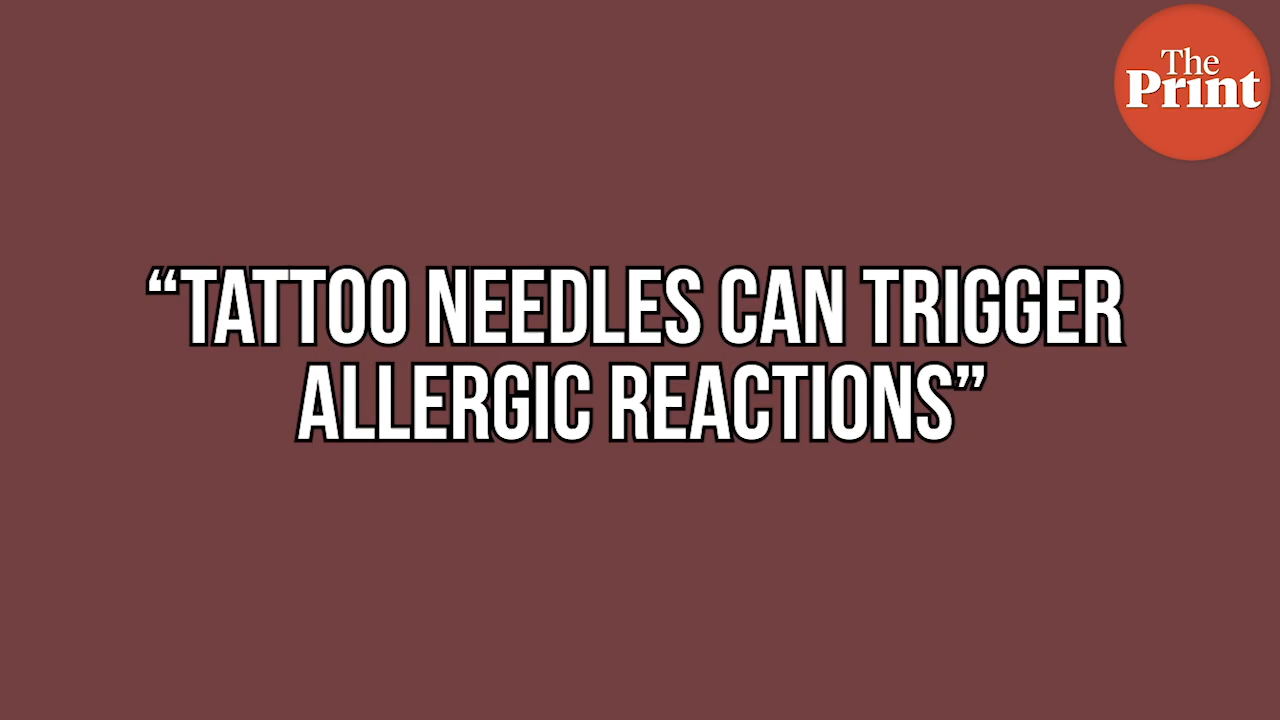 The
Print
“TATTOO NEEDLES CAN TRIGGER
ALLERGIC REACTIONS”